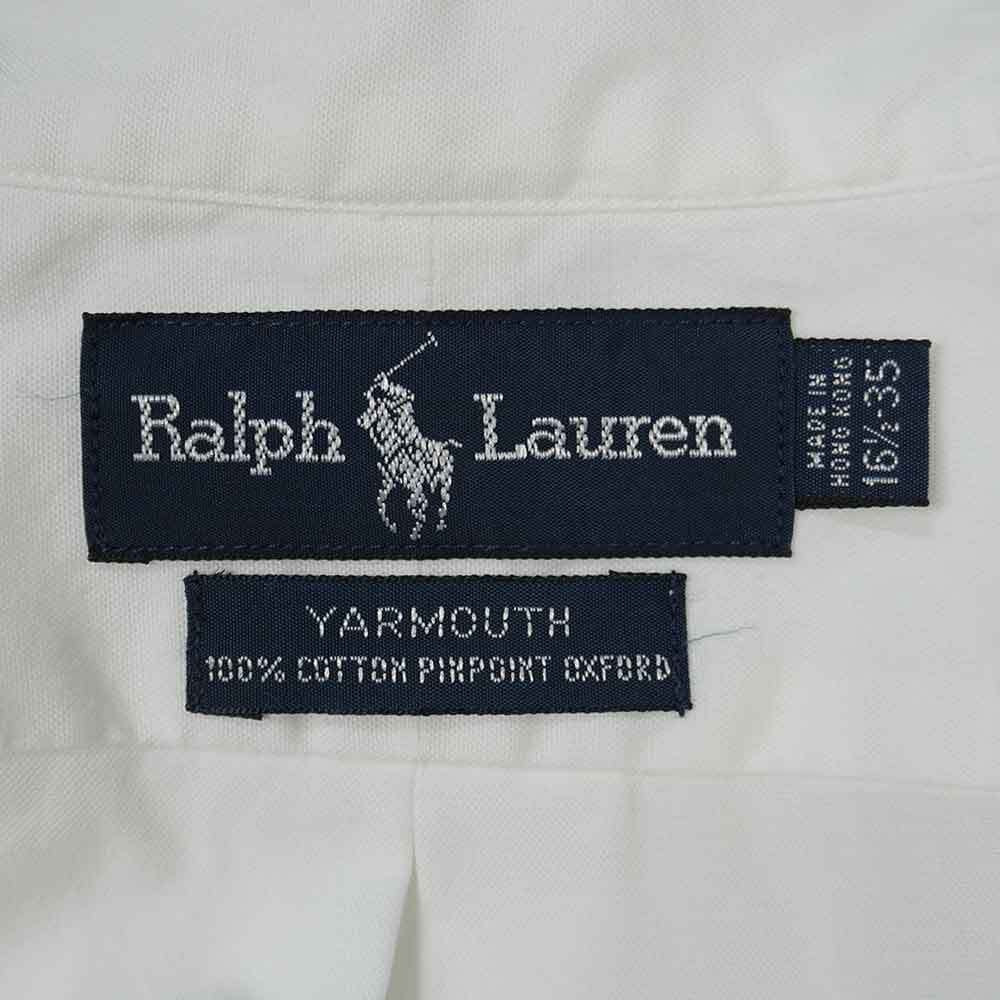 Ralph Lauren
MADE IN
HONG KONG
16½-35
YARMOUTH
100% COTTON PINPOINT OXFORD